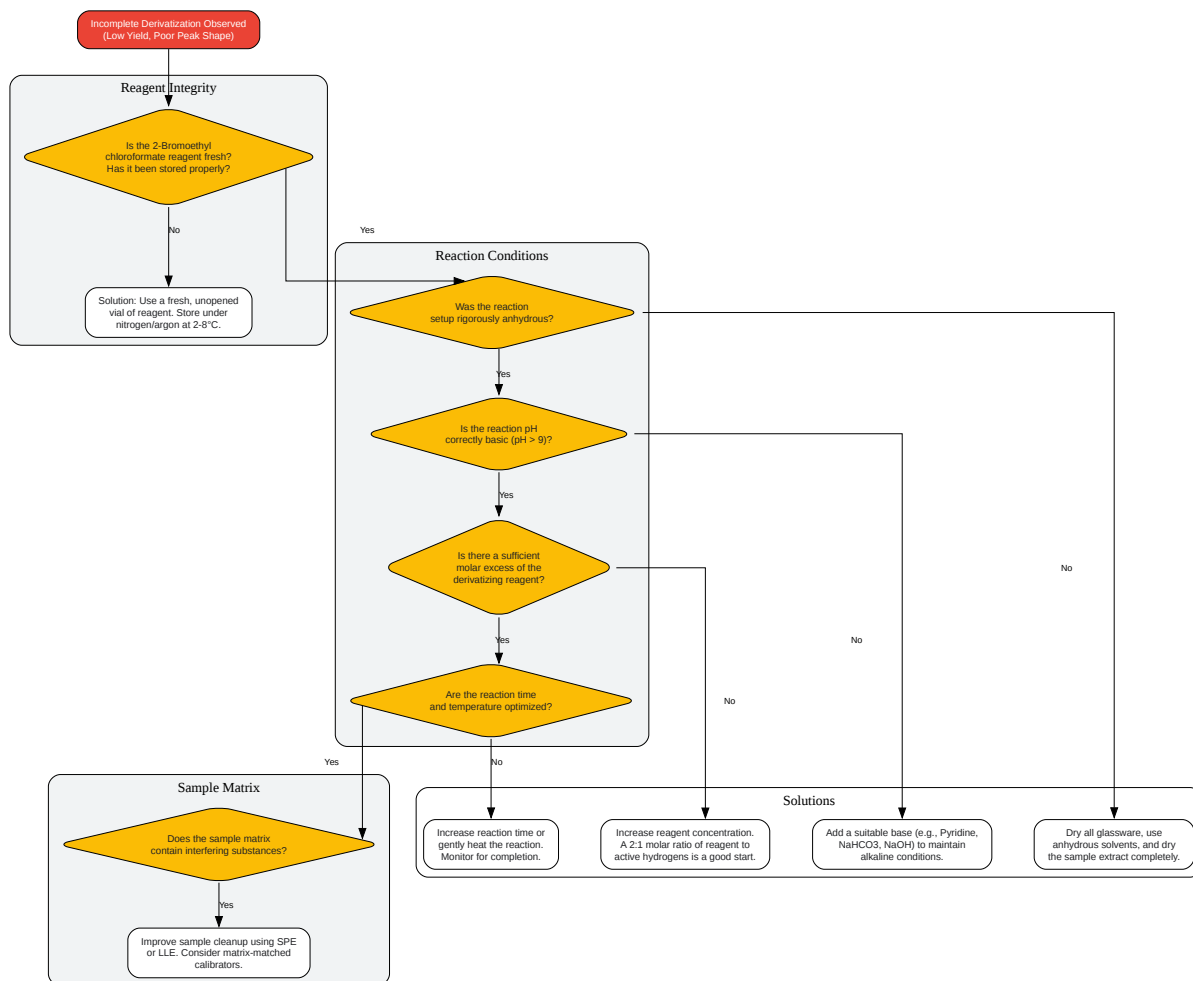 Incomplete Derivatization Observed
(Low Yield, Poor Peak Shape)
Reagent Integrity
Is the 2-Bromoethyl
chloroformate reagent fresh?
Has it been stored properly?
No
Yes
Solution: Use a fresh, unopened
vial of reagent. Store under
nitrogen/argon at 2-8°C.
Reaction Conditions
Was the reaction
setup rigorously anhydrous?
Yes
Is the reaction pH
correctly basic (pH > 9)?
Yes
Is there a sufficient
molar excess of the
derivatizing reagent?
No
Yes
No
Are the reaction time
and temperature optimized?
No
Yes
No
Sample Matrix
Does the sample matrix
contain interfering substances?
Yes
Improve sample cleanup using SPE
or LLE. Consider matrix-matched
calibrators.
Solutions
Increase reaction time or
gently heat the reaction.
Monitor for completion.
Increase reagent concentration.
A 2:1 molar ratio of reagent to
active hydrogens is a good start.
Add a suitable base (e.g., Pyridine,
NaHCO3, NaOH) to maintain
alkaline conditions.
Dry all glassware, use
anhydrous solvents, and dry
the sample extract completely.